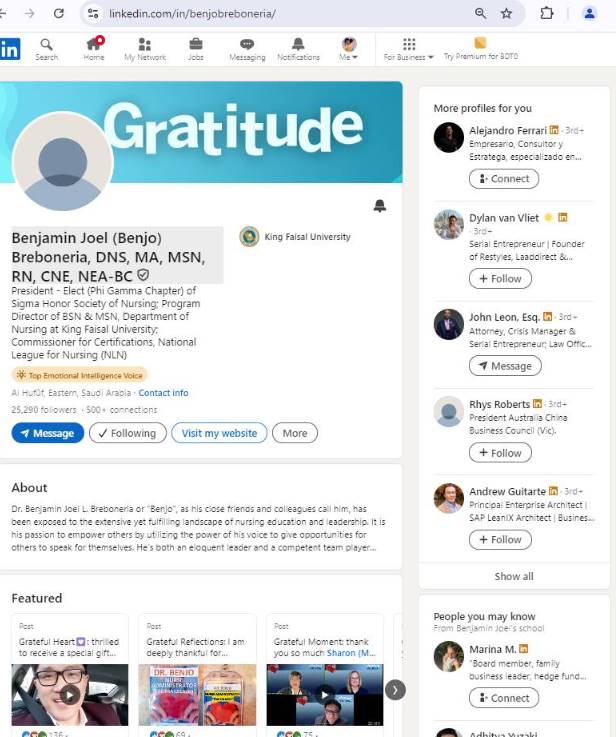 linkedin.com/in/benjobreboneria/
in
Search
Home
My Network
Jobs
Messaging
Notifications
Me
For Business
Try Premium for BDT0
Gratitude
Benjamin Joel (Benjo)
Breboneria, DNS, MA, MSN,
RN, CNE, NEA-BC
King Faisal University
President - Elect (Phi Gamma Chapter) of
Sigma Honor Society of Nursing; Program
Director of BSN & MSN, Department of
Nursing at King Faisal University;
Commissioner for Certifications, National
League for Nursing (NLN)
Top Emotional Intelligence Voice
Al Hufūf, Eastern, Saudi Arabia · Contact info
25,290 followers · 500+ connections
Message
Following
Visit my website
More
About
Dr. Benjamin Joel L. Breboneria or "Benjo", as his close friends and colleagues call him, has
been exposed to the extensive yet fulfilling landscape of nursing education and leadership. It is
his passion to empower others by utilizing the power of his voice to give opportunities for
others to speak for themselves. He's both an eloquent leader and a competent team player...
Featured
Post
Grateful Heart💟: thrilled
to receive a special gift...
136
Post
Grateful Reflections: I am
deeply thankful for...
DR. BENJO
69
Post
Grateful Moment: thank
you so much Sharon (M...
75
More profiles for you
Alejandro Ferrari in · 3rd+
Empresario, Consultor y
Estratega, especializado en...
Connect
Dylan van Vliet in
· 3rd+
Serial Entrepreneur | Founder
of Restyles, Laaddirect &...
+ Follow
John Leon, Esq. in · 3rd+
Attorney, Crisis Manager &
Serial Entrepreneur; Law Offic...
Message
Rhys Roberts in · 3rd+
President Australia China
Business Council (Vic).
+ Follow
Andrew Guitarte in · 3rd+
Principal Enterprise Architect |
SAP LeanIX Architect | Busines...
+ Follow
Show all
People you may know
From Benjamin Joel's school
Marina M. in
"Board member, family
business leader, hedge fund...
Connect
Adhitya Yuzaki